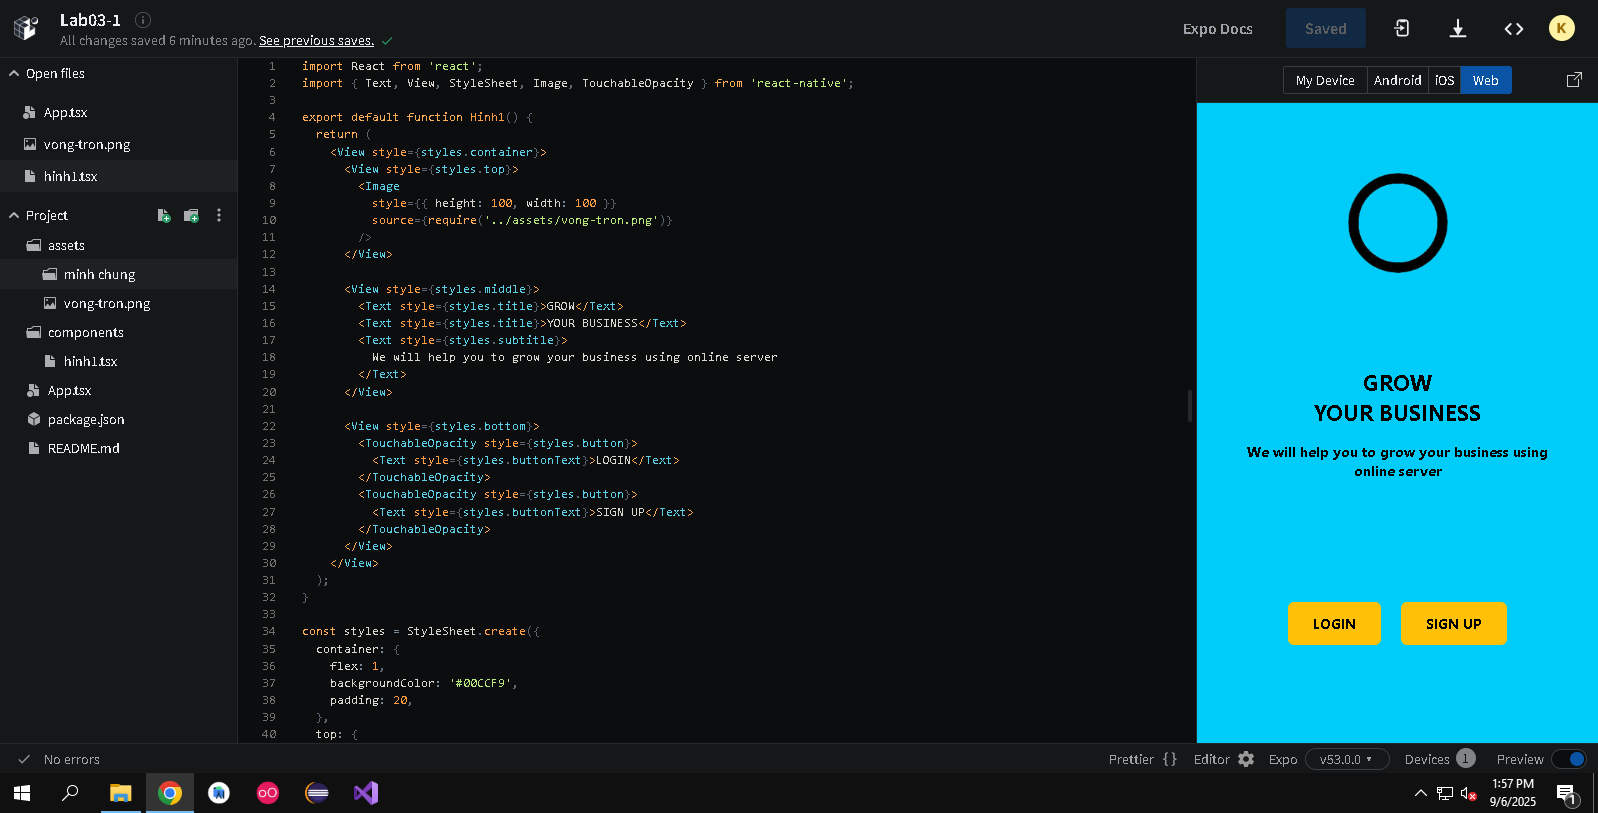 Lab03-1
All changes saved 6 minutes ago. See previous saves.
Expo Docs
Saved
K
Open files
App.tsx
vong-tron.png
hinh1.tsx
Project
assets
minh chung
vong-tron.png
components
hinh1.tsx
App.tsx
package.json
README.md
1 import React from 'react';
2 import { Text, View, StyleSheet, Image, TouchableOpacity } from 'react-native';
3
4 export default function Hinh1() {
5 return (
6 <View style={styles.container}>
7 <View style={styles.top}>
8 <Image
9 style={{ height: 100, width: 100 }}
10 source={require('../assets/vong-tron.png')}
11 />
12 </View>
13
14 <View style={styles.middle}>
15 <Text style={styles.title}>GROW</Text>
16 <Text style={styles.title}>YOUR BUSINESS</Text>
17 <Text style={styles.subtitle}>
18 We will help you to grow your business using online server
19 </Text>
20 </View>
21
22 <View style={styles.bottom}>
23 <TouchableOpacity style={styles.button}>
24 <Text style={styles.buttonText}>LOGIN</Text>
25 </TouchableOpacity>
26 <TouchableOpacity style={styles.button}>
27 <Text style={styles.buttonText}>SIGN UP</Text>
28 </TouchableOpacity>
29 </View>
30 </View>
31 );
32 }
33
34 const styles = StyleSheet.create({
35 container: {
36 flex: 1,
37 backgroundColor: '#00CCF9',
38 padding: 20,
39 },
40 top: {
My Device Android iOS Web
GROW
YOUR BUSINESS
We will help you to grow your business using
online server
LOGIN SIGN UP
No errors
Prettier {} Editor Expo v53.0.0 Devices 1 Preview
1:57 PM
9/6/2025
1